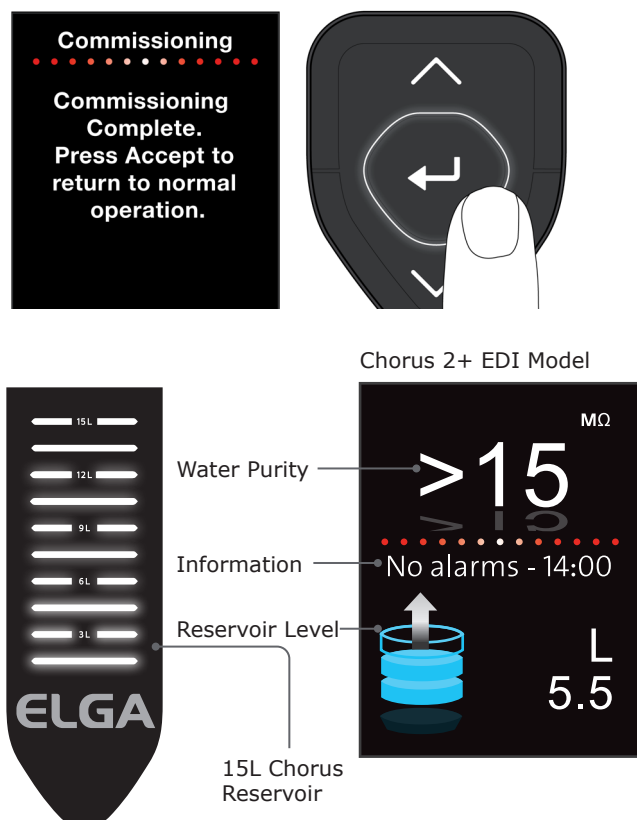 Commissioning
Commissioning
Complete.
Press Accept to
return to normal
operation.
Chorus 2+ EDI Model
15L
12L
9L
6L
3L
ELGA
Water Purity
Information
Reservoir Level
15L Chorus
Reservoir
MΩ
>15
No alarms - 14:00
L
5.5